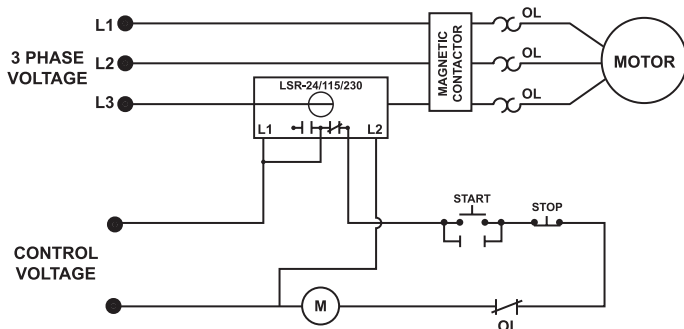 3 PHASE
VOLTAGE
L1
L2
L3
LSR-24/115/230
L1
L2
MAGNETIC
CONTACTOR
OL
OL
OL
MOTOR
CONTROL
VOLTAGE
START
STOP
M
OL